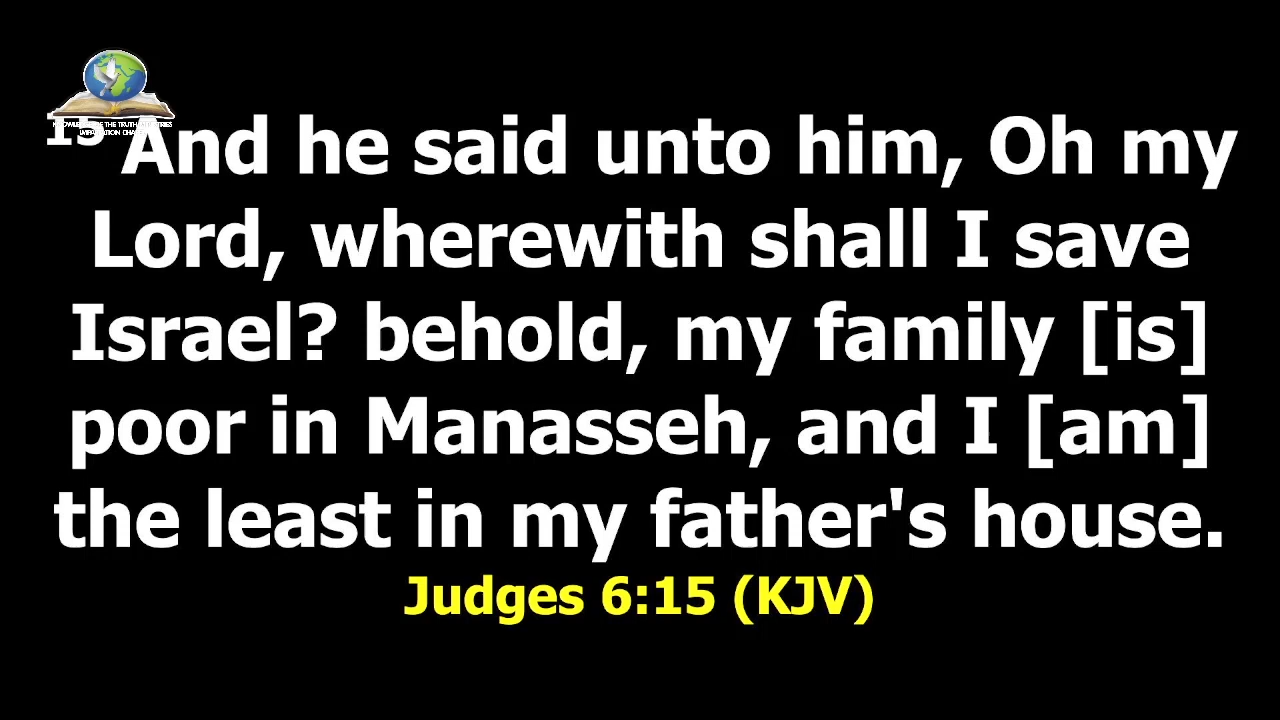 15 And he said unto him, Oh my
Lord, wherewith shall I save
Israel? behold, my family [is]
poor in Manasseh, and I [am]
the least in my father's house.
Judges 6:15 (KJV)